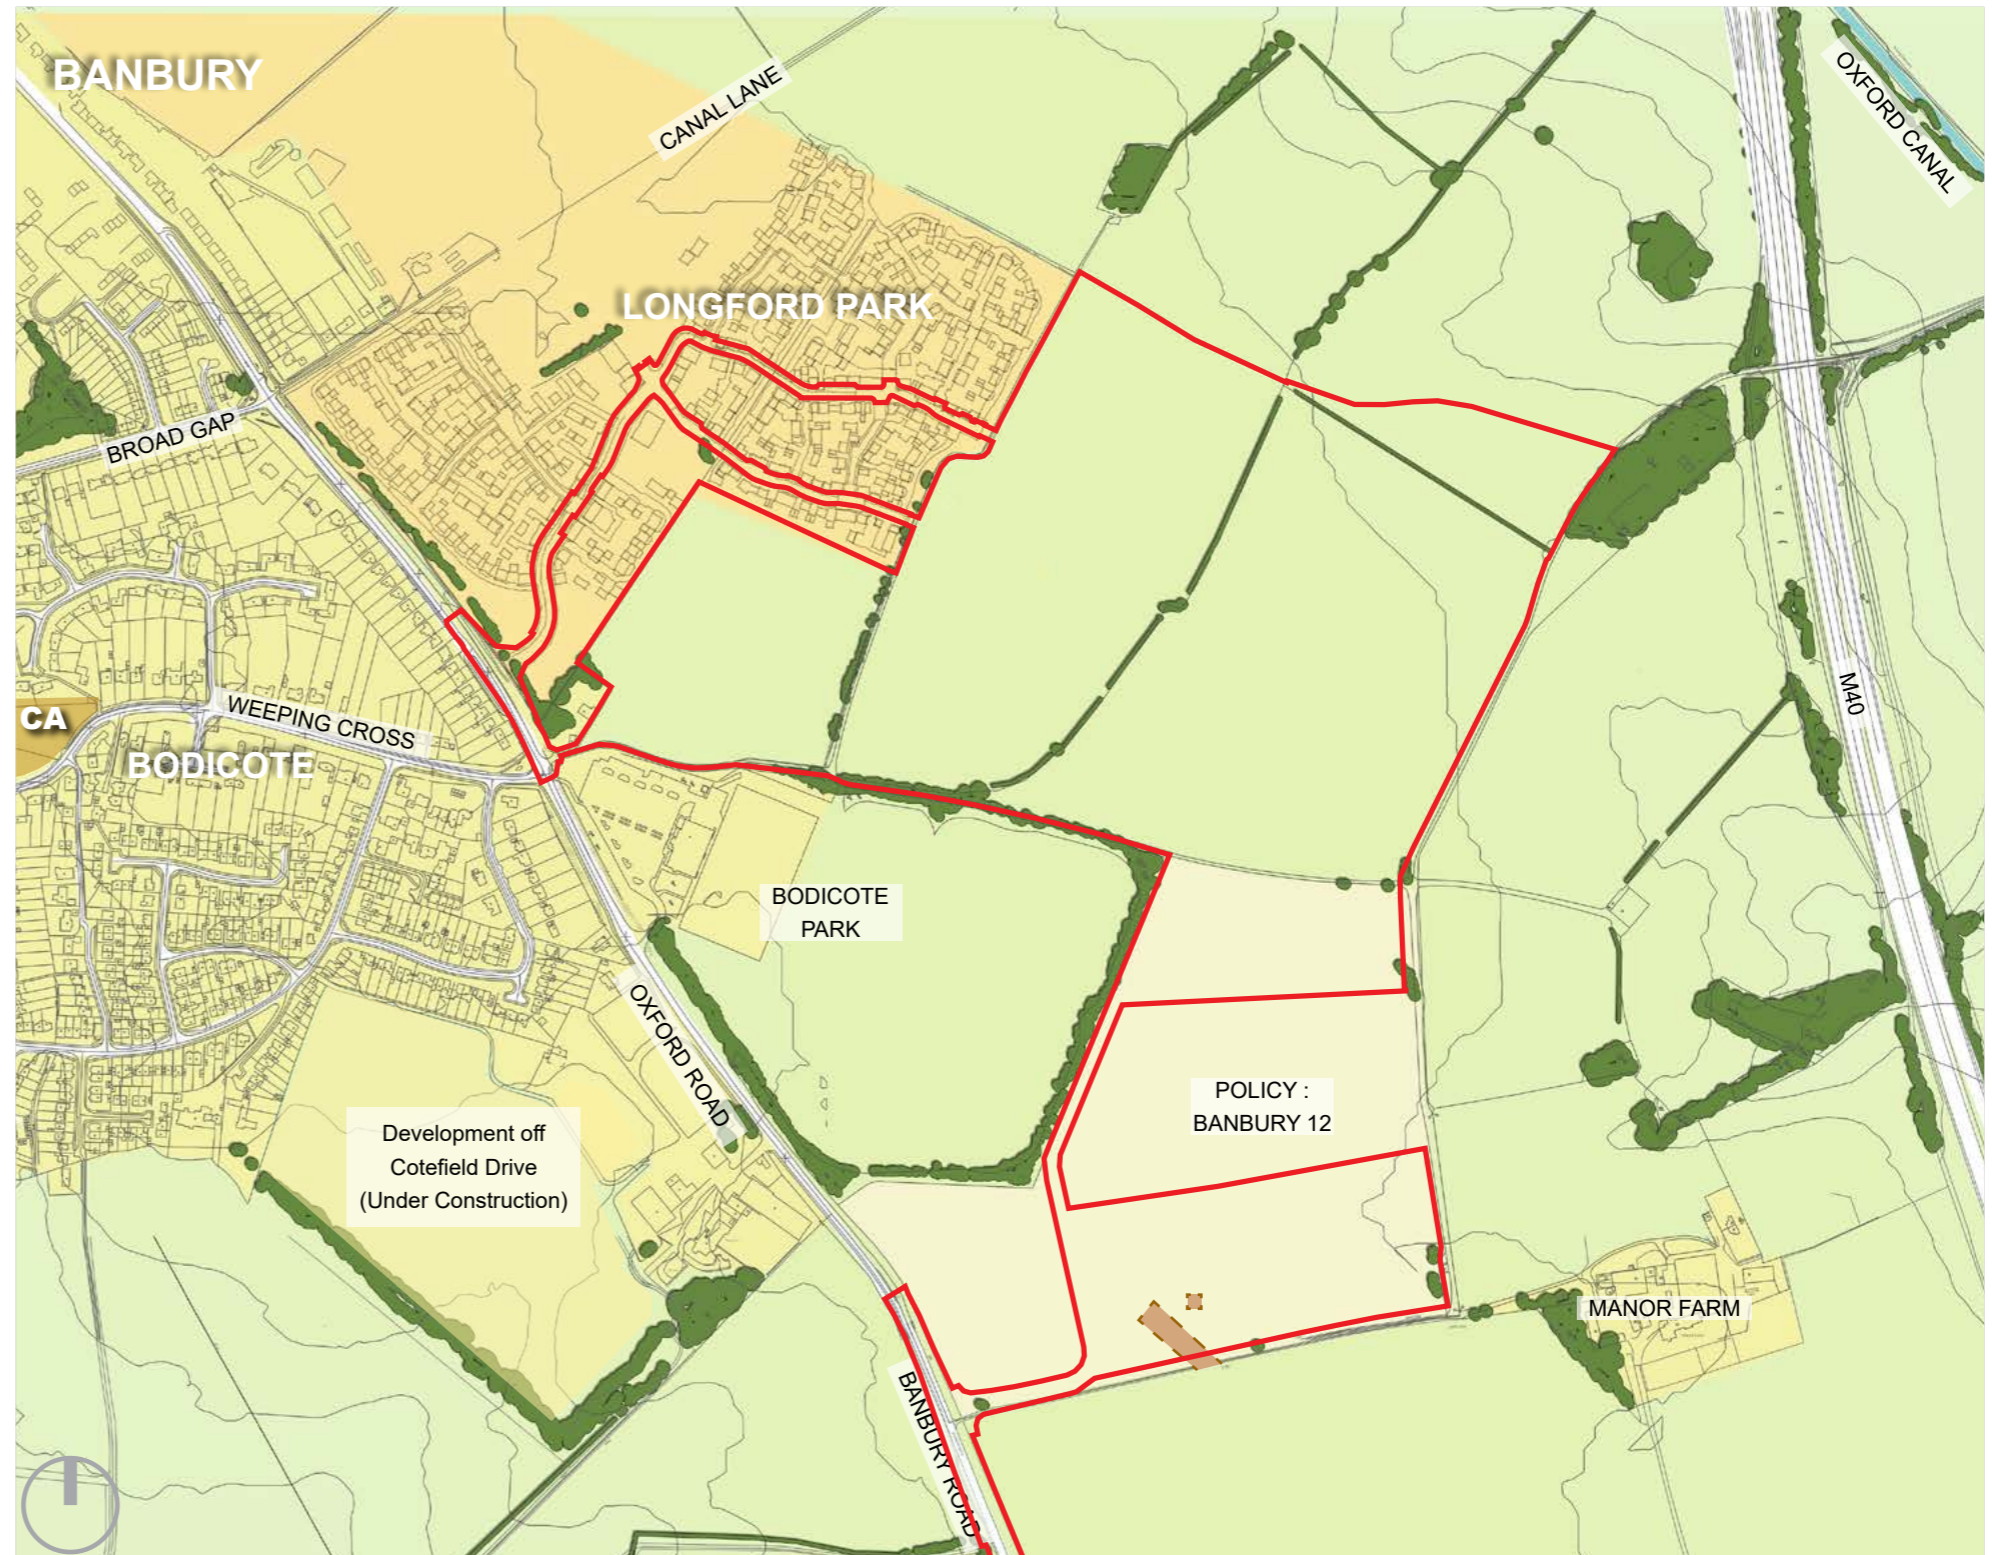 BANBURY
CANAL LANE
OXFORD CANAL
LONGFORD PARK
BROAD GAP
M40
CA
WEEPING CROSS
BODICOTE
BODICOTE
PARK
OXFORD ROAD
POLICY :
BANBURY 12
Development off
Cotefield Drive
(Under Construction)
MANOR FARM
BANBURY ROAD